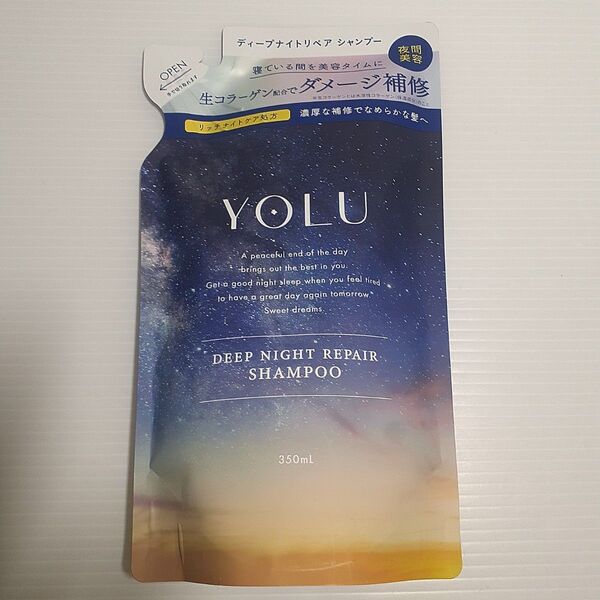 ディープナイトリペア シャンプー
OPEN
寝ている間を美容タイムに
夜間
美容
生コラーゲン配合でダメージ補修
リッチナイトケア処方
濃厚な補修でなめらかな髪へ
YOLU
A peaceful end of the day
brings out the best in you.
Get a good night sleep when you feel tired
to have a great day again tomorrow.
Sweet dreams.
DEEP NIGHT REPAIR
SHAMPOO
350mL